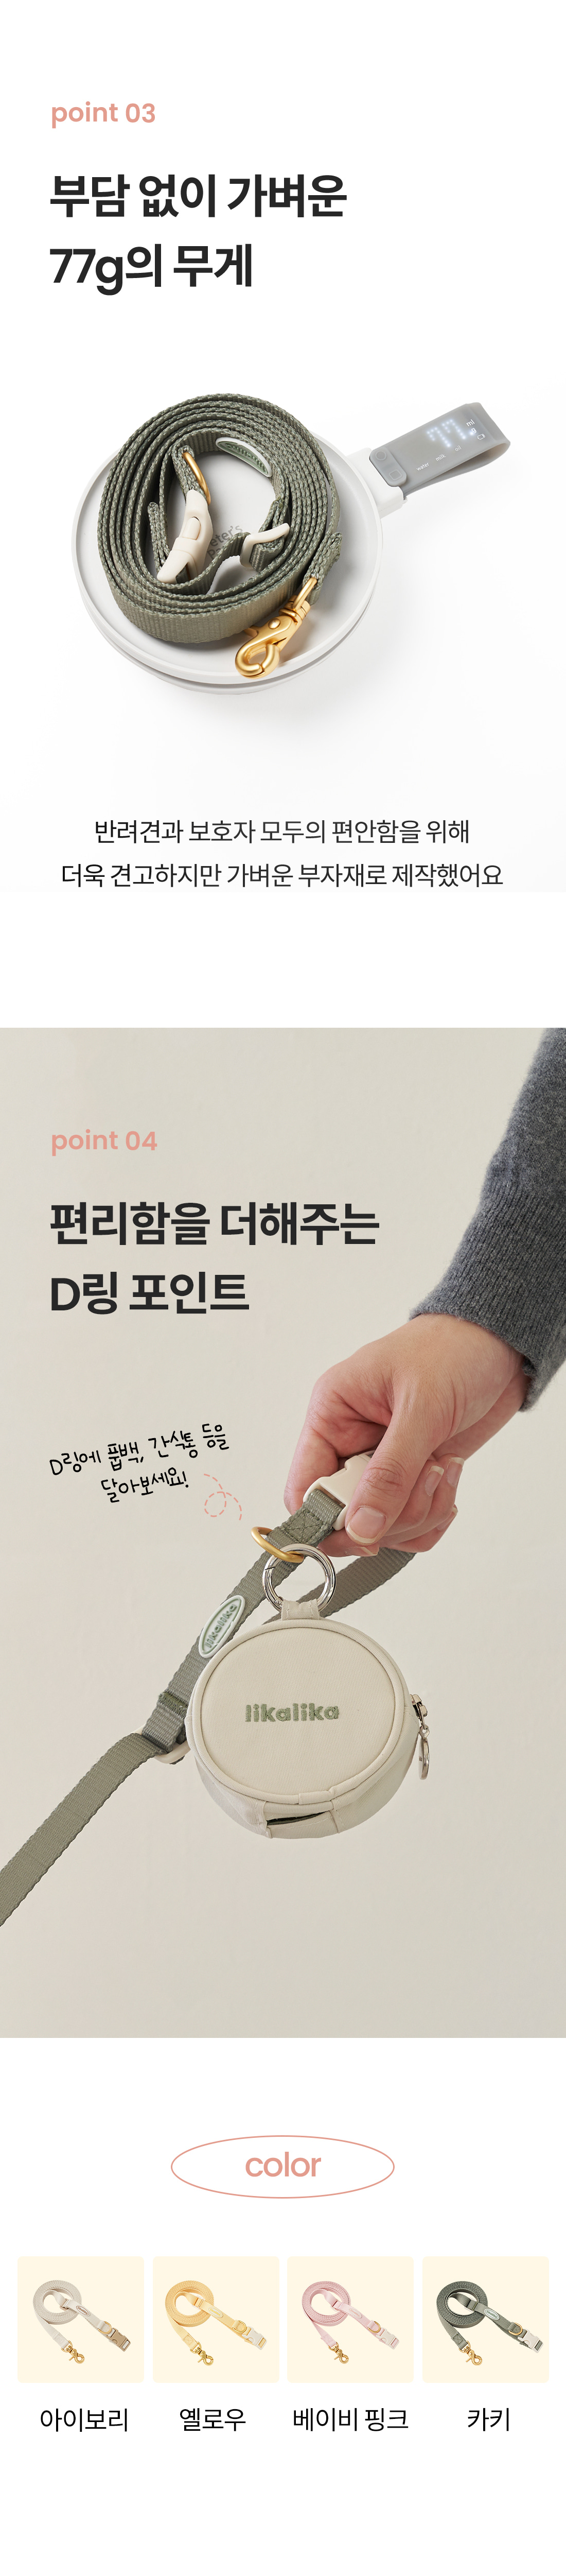 point 03
부담 없이 가벼운
77g의 무게
ml
water
milk
반려견과 보호자 모두의 편안함을 위해
더욱 견고하지만 가벼운 부자재로 제작했어요
point 04
편리함을 더해주는
D링 포인트
D링에 풉백, 간식통 등을
달아보세요!
likalika
likalika
color
아이보리
옐로우
베이비 핑크
카키